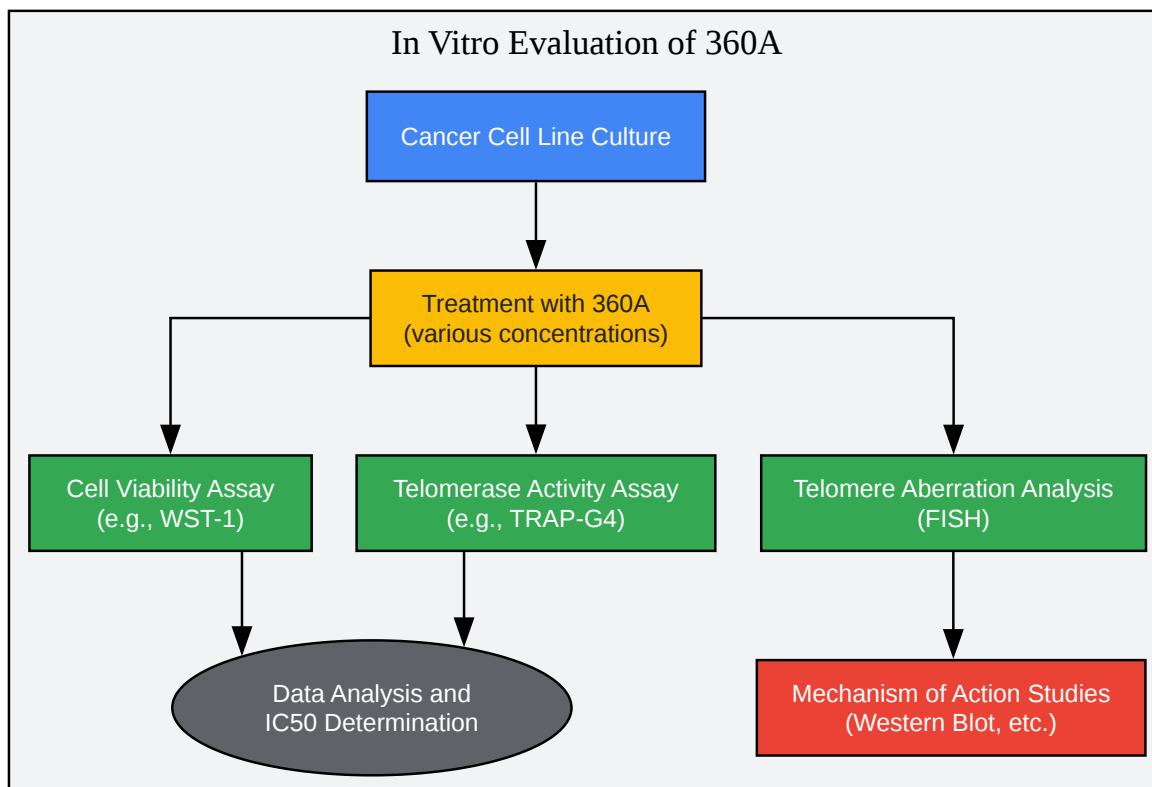 In Vitro Evaluation of 360A
Cancer Cell Line Culture
Treatment with 360A
(various concentrations)
Cell Viability Assay
(e.g., WST-1)
Telomerase Activity Assay
(e.g., TRAP-G4)
Telomere Aberration Analysis
(FISH)
Data Analysis and
IC50 Determination
Mechanism of Action Studies
(Western Blot, etc.)